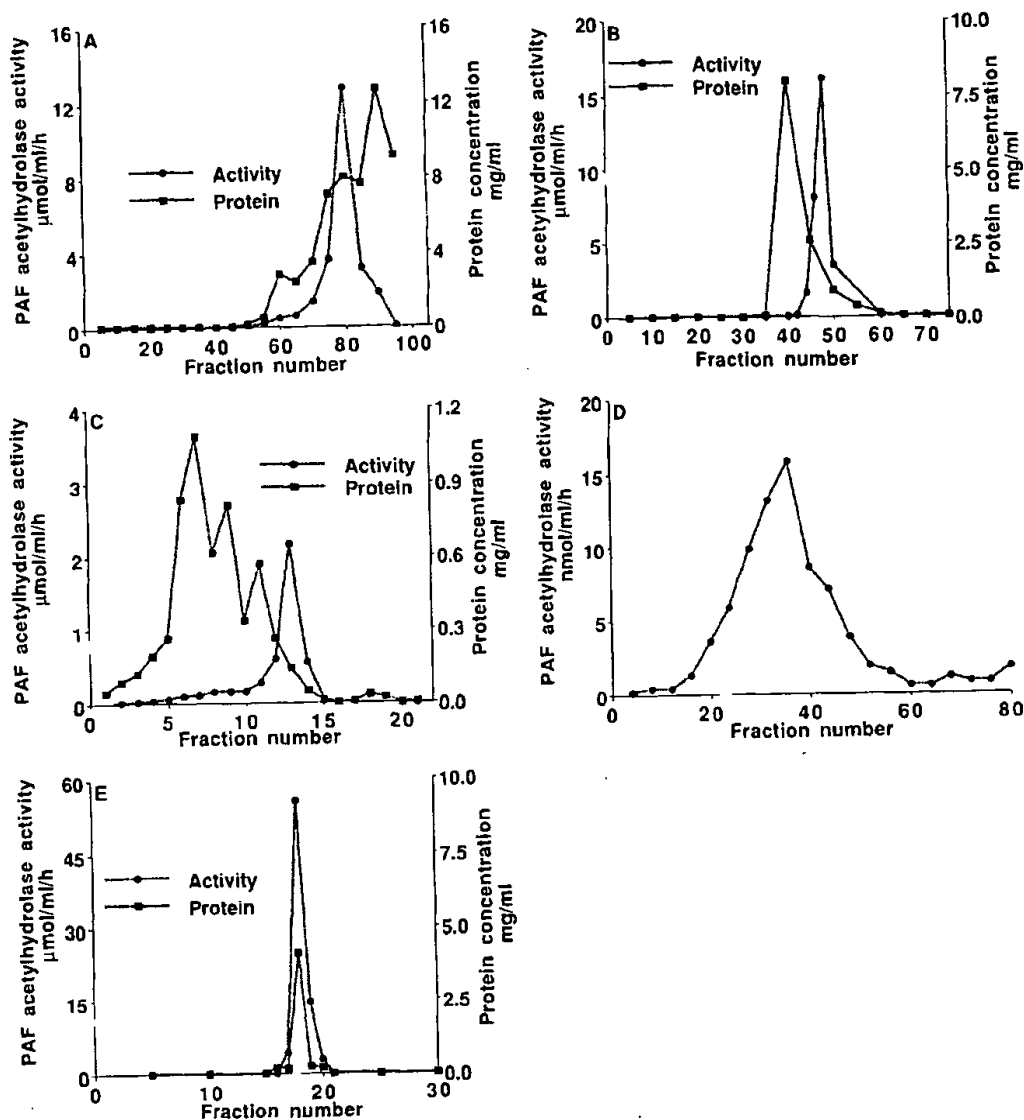 A
PAF acetylhydrolase activity
µmol/ml/h
16
12
8
4
0
Activity
Protein
16
12
8
4
0
Protein concentration
mg/ml
0 20 40 60 80 100
Fraction number
B
PAF acetylhydrolase activity
µmol/ml/h
20
15
10
5
0
Activity
Protein
10.0
7.5
5.0
2.5
0.0
Protein concentration
mg/ml
0 10 20 30 40 50 60 70
Fraction number
C
PAF acetylhydrolase activity
µmol/ml/h
4
3
2
1
0
Activity
Protein
1.2
0.9
0.6
0.3
0.0
Protein concentration
mg/ml
0 5 10 15 20
Fraction number
D
PAF acetylhydrolase activity
nmol/ml/h
20
15
10
5
0
0 20 40 60 80
Fraction number
E
PAF acetylhydrolase activity
µmol/ml/h
60
45
30
15
0
Activity
Protein
10.0
7.5
5.0
2.5
0.0
Protein concentration
mg/ml
0 10 20 30
Fraction number